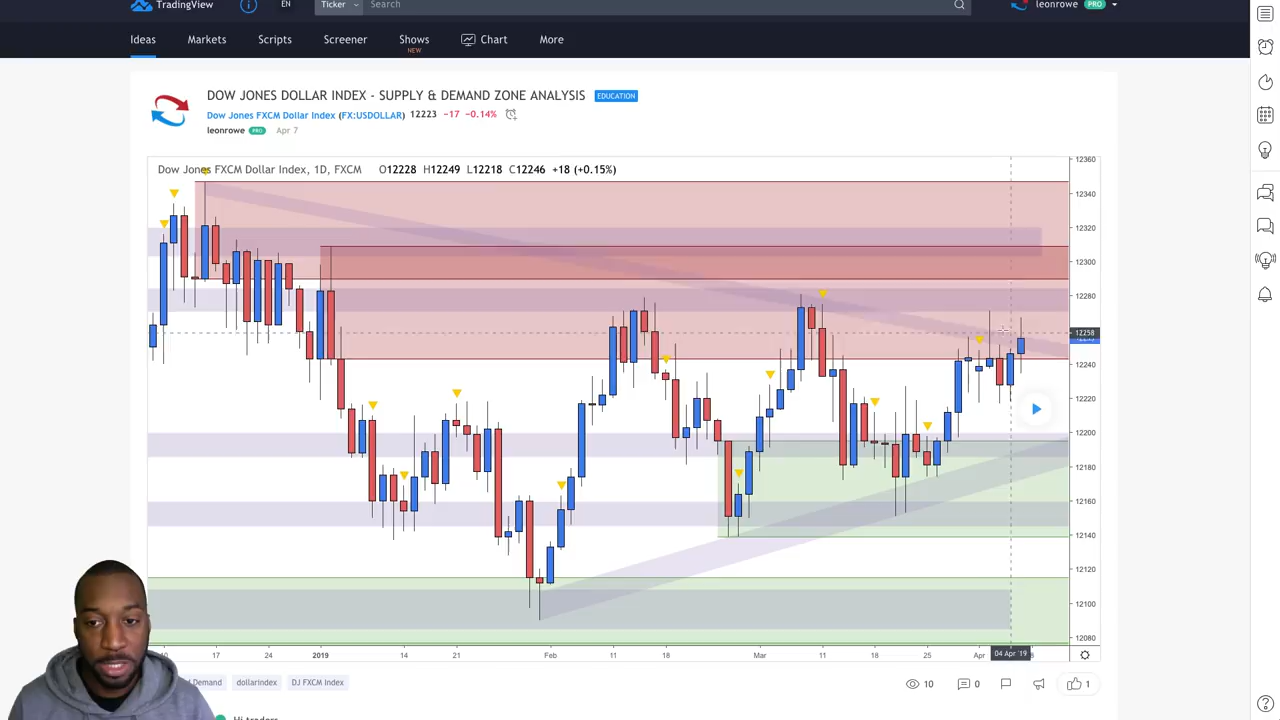 TradingView EN Ticker Search leonrowe PRO
Ideas Markets Scripts Screener Shows Chart More
NEW
DOW JONES DOLLAR INDEX - SUPPLY & DEMAND ZONE ANALYSIS EDUCATION
Dow Jones FXCM Dollar Index (FX:USDOLLAR) 12223 −17 −0.14%
leonrowe PRO Apr 7
Dow Jones FXCM Dollar Index, 1D, FXCM O12228 H12249 L12218 C12246 +18 (+0.15%)
12360
12340
12320
12300
12280
12258
12240
12220
12200
12180
12160
12140
12120
12100
12080
17 24 2019 14 21 Feb 11 18 Mar 11 18 25 Apr 04 Apr '19
Demand dollarindex DJ FXCM Index 10 0 1
Hi traders